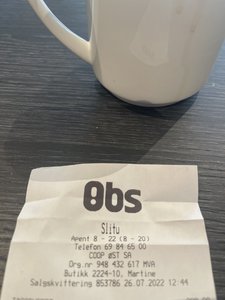 Obs
Slitu
Åpent 8 - 22 (8 - 20)
Telefon 69 84 65 00
COOP ØST SA
Org.nr 948 432 617 MVA
Butikk 2224-10, Martine
Salgskvittering 853786 26.07.2022 12:44